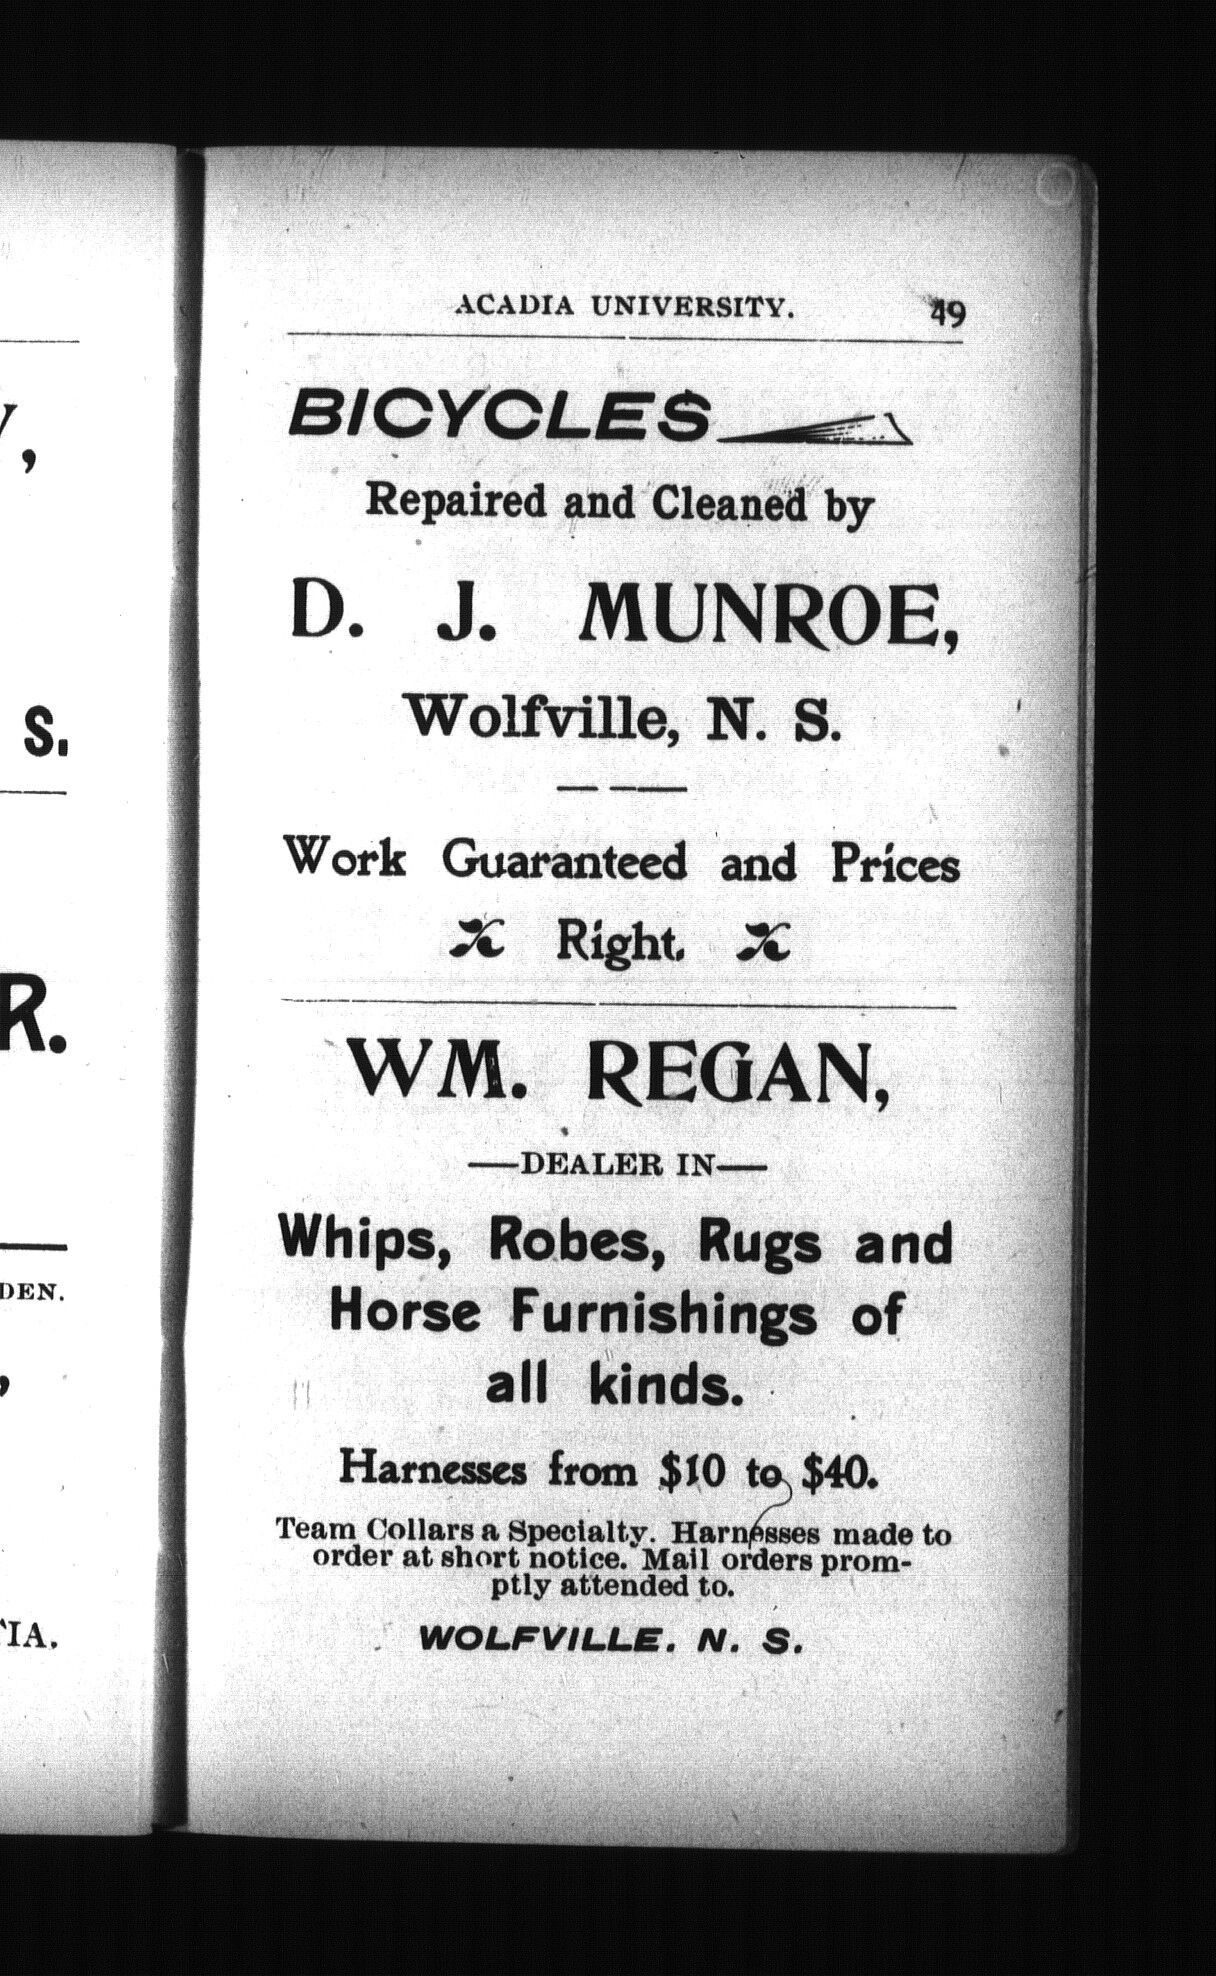 ACADIA UNIVERSITY. 49
BICYCLES
Repaired and Cleaned by
D. J. MUNROE,
Wolfville, N. S.
Work Guaranteed and Prices
Right.
WM. REGAN,
—DEALER IN—
Whips, Robes, Rugs and
Horse Furnishings of
all kinds.
Harnesses from $10 to $40.
Team Collars a Specialty. Harnesses made to
order at short notice. Mail orders prom-
ptly attended to.
WOLFVILLE. N. S.